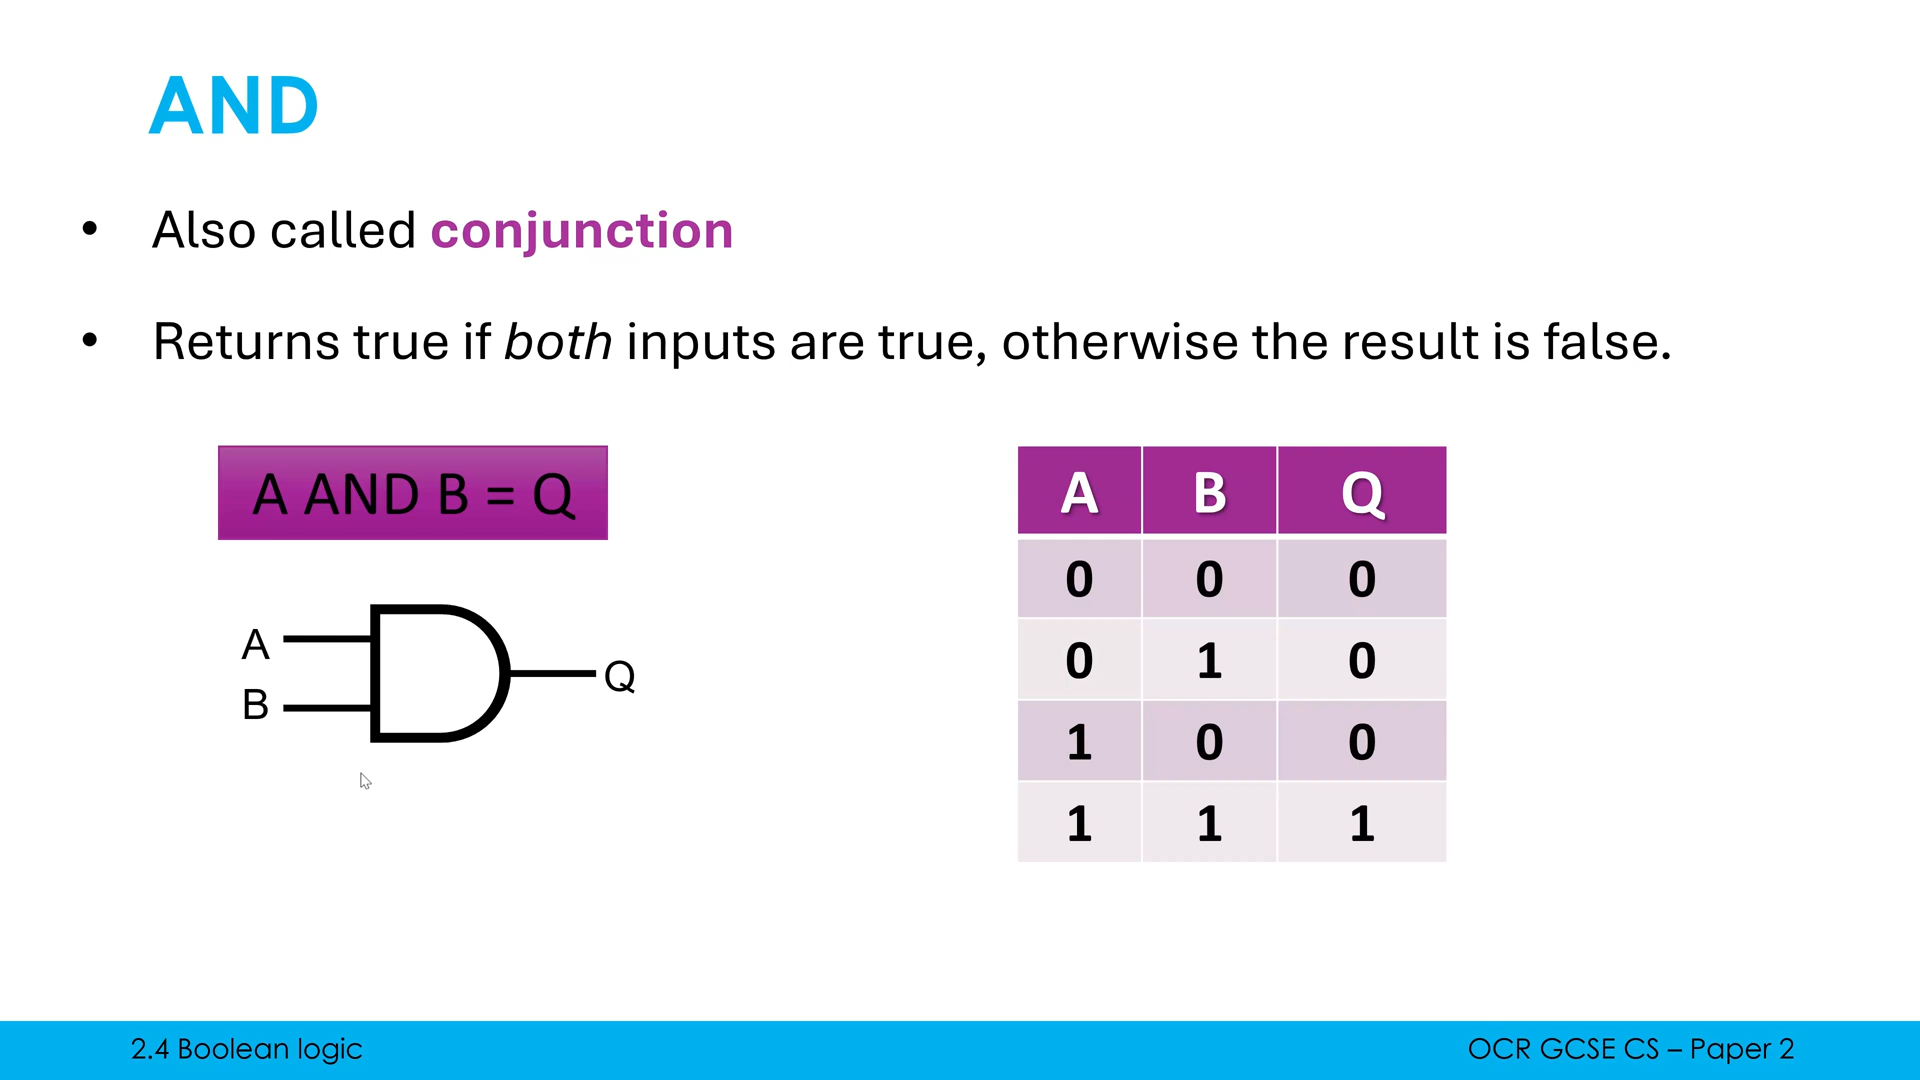 AND
• Also called conjunction
• Returns true if both inputs are true, otherwise the result is false.
A AND B = Q
A
B
Q
A B Q
0 0 0
0 1 0
1 0 0
1 1 1
2.4 Boolean logic
OCR GCSE CS – Paper 2